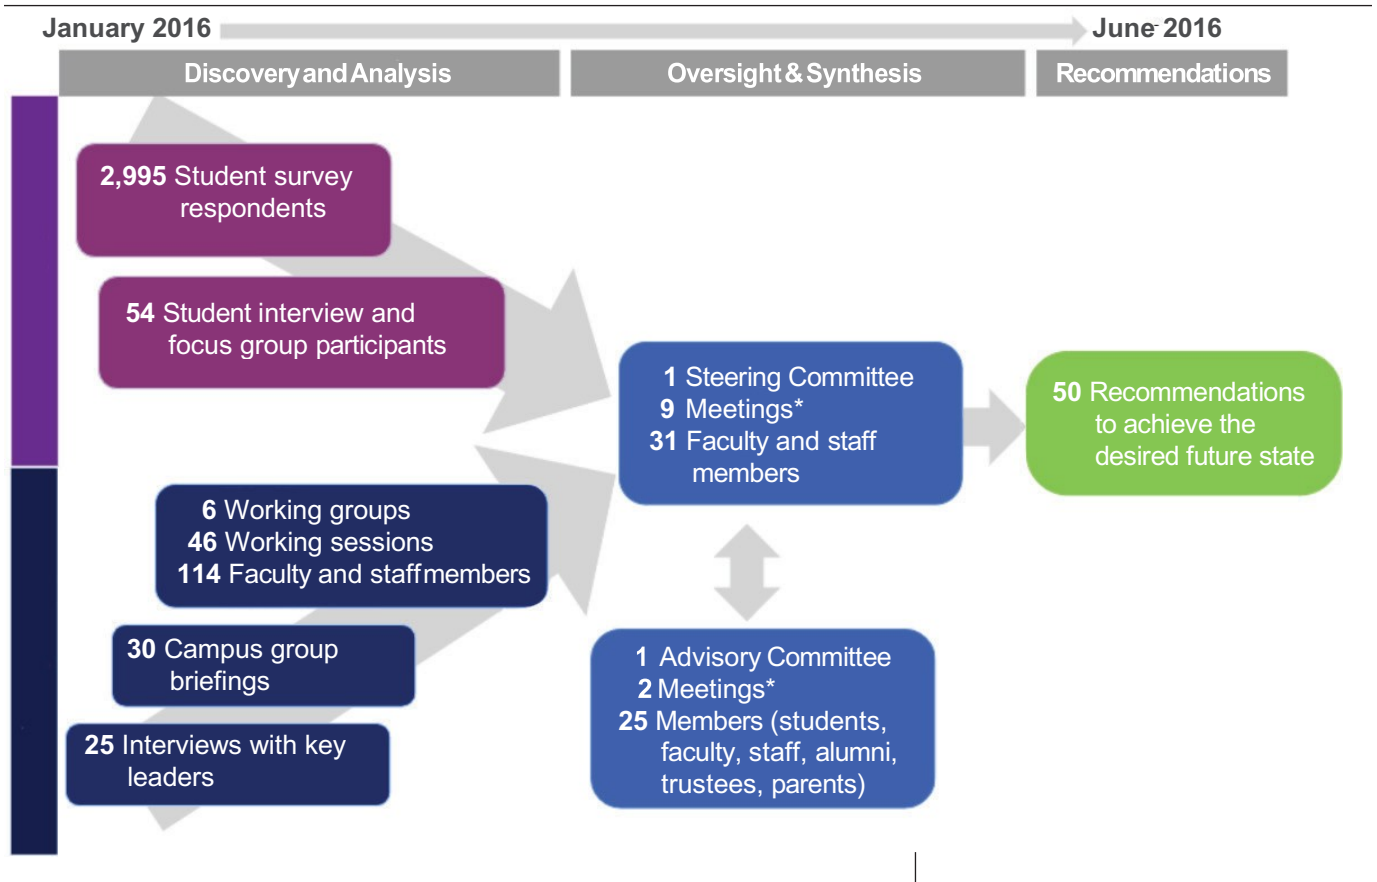 January 2016
June 2016
Discovery and Analysis
Oversight & Synthesis
Recommendations
2,995 Student survey
respondents
54 Student interview and
focus group participants
6 Working groups
46 Working sessions
114 Faculty and staff members
30 Campus group
briefings
25 Interviews with key
leaders
1 Steering Committee
9 Meetings*
31 Faculty and staff
members
1 Advisory Committee
2 Meetings*
25 Members (students,
faculty, staff, alumni,
trustees, parents)
50 Recommendations
to achieve the
desired future state